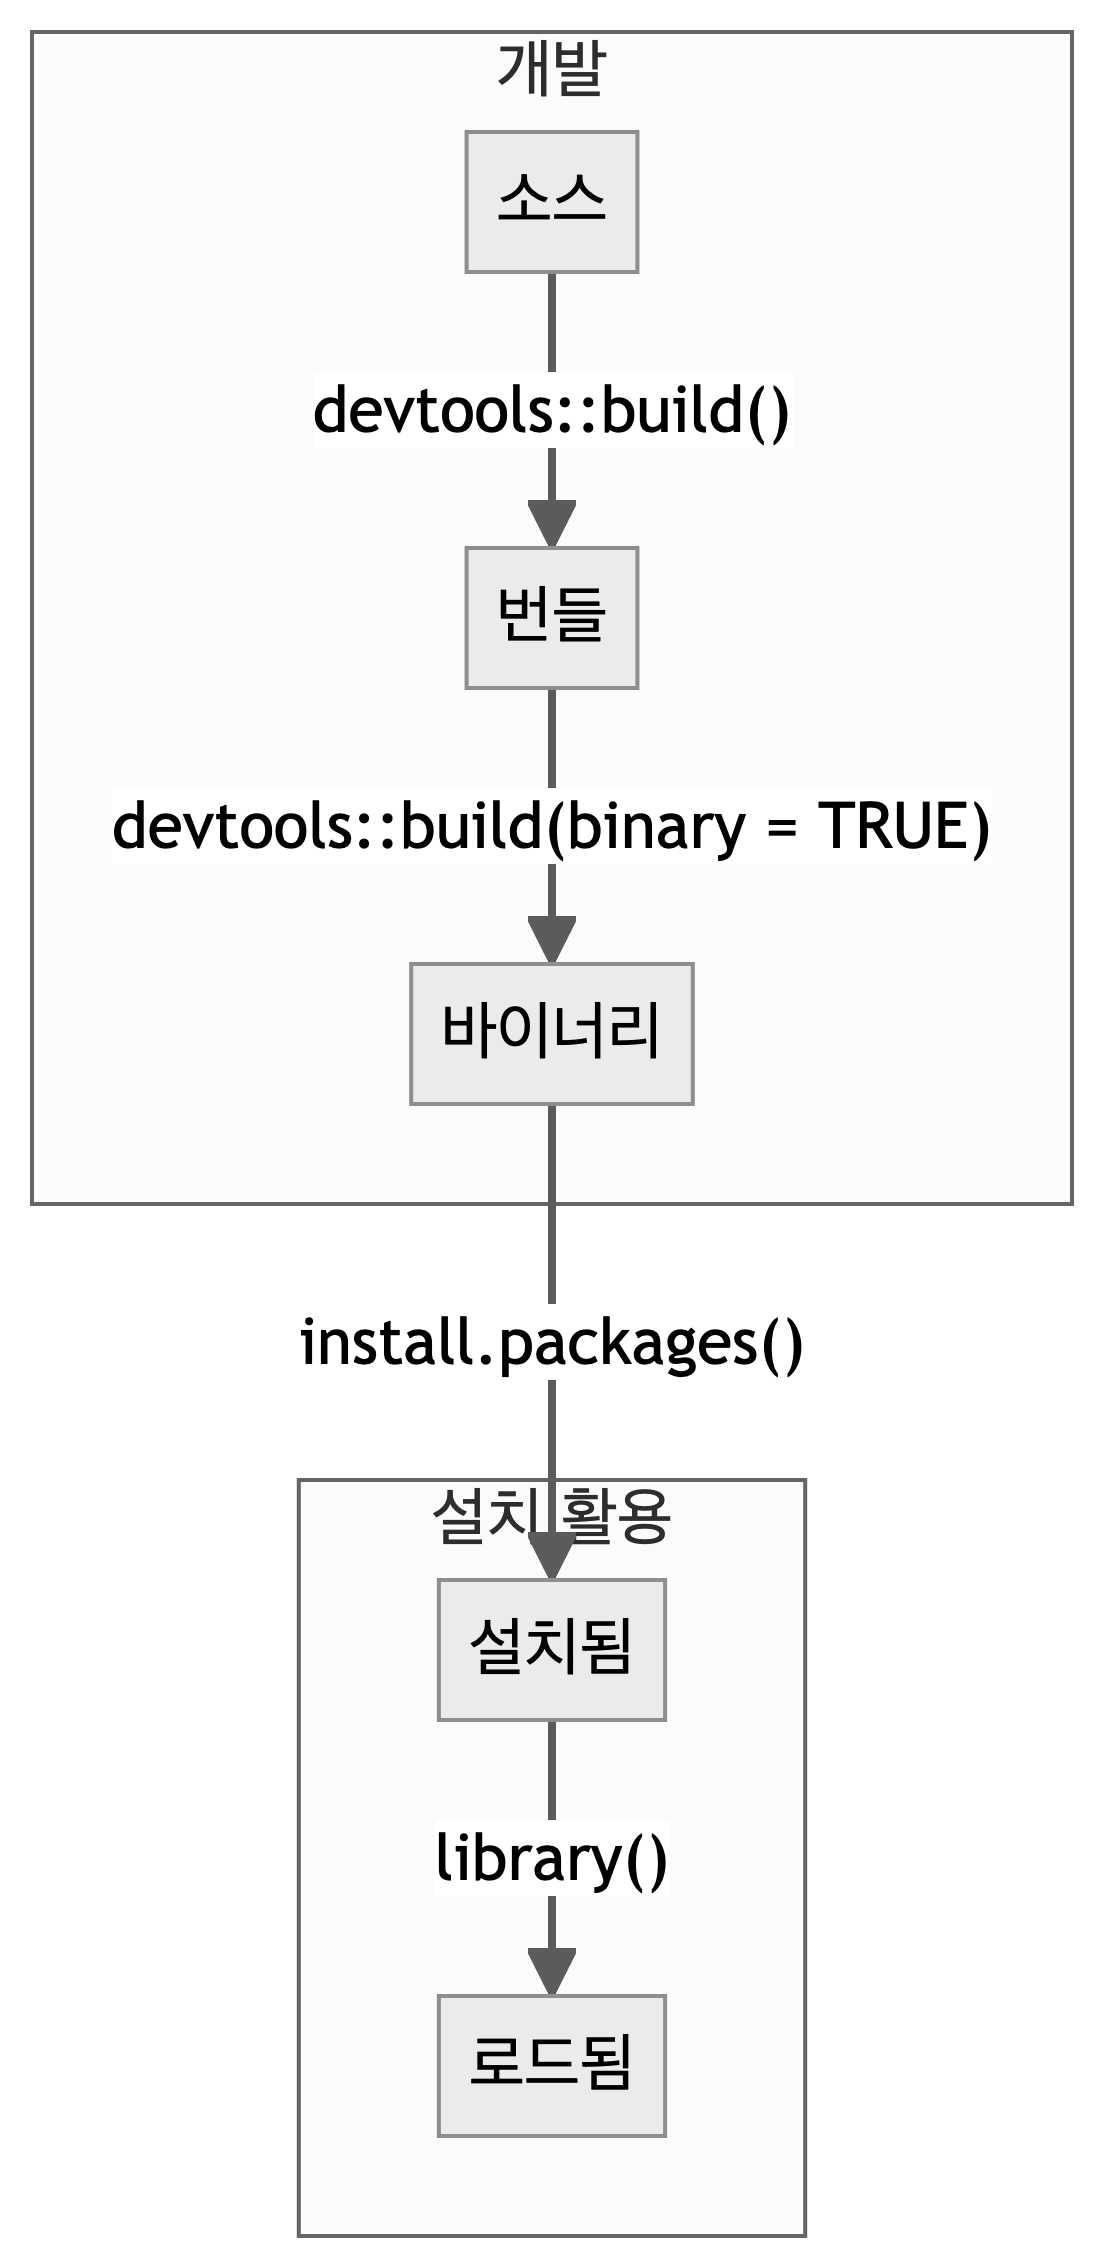 개발
소스
devtools::build()
번들
devtools::build(binary = TRUE)
바이너리
install.packages()
설치 활용
설치됨
library()
로드됨